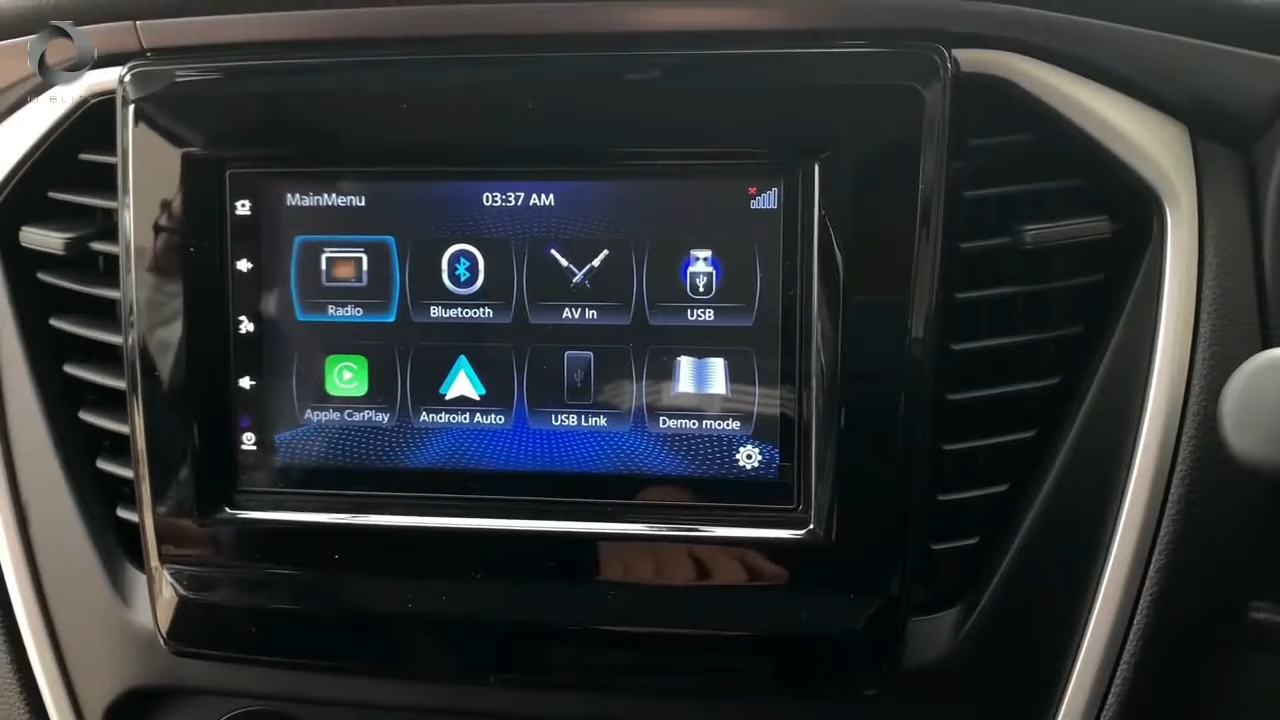 MainMenu 03:37 AM
Radio Bluetooth AV In USB
Apple CarPlay Android Auto USB Link Demo mode